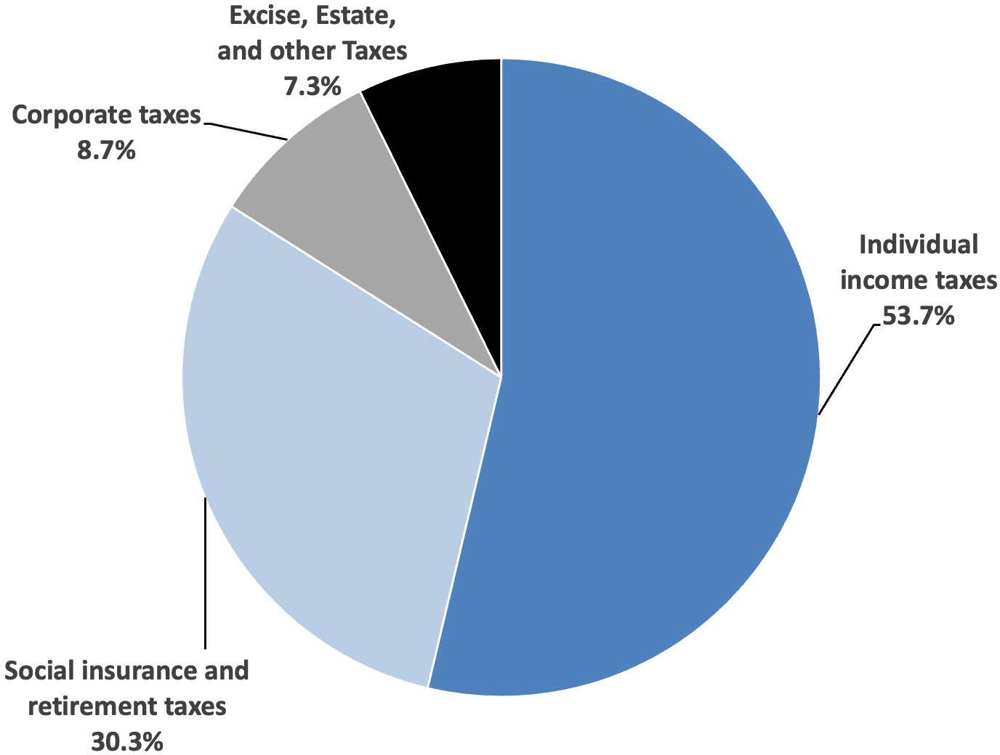 Excise, Estate,
and other Taxes
7.3%
Corporate taxes
8.7%
Individual
income taxes
53.7%
Social insurance and
retirement taxes
30.3%